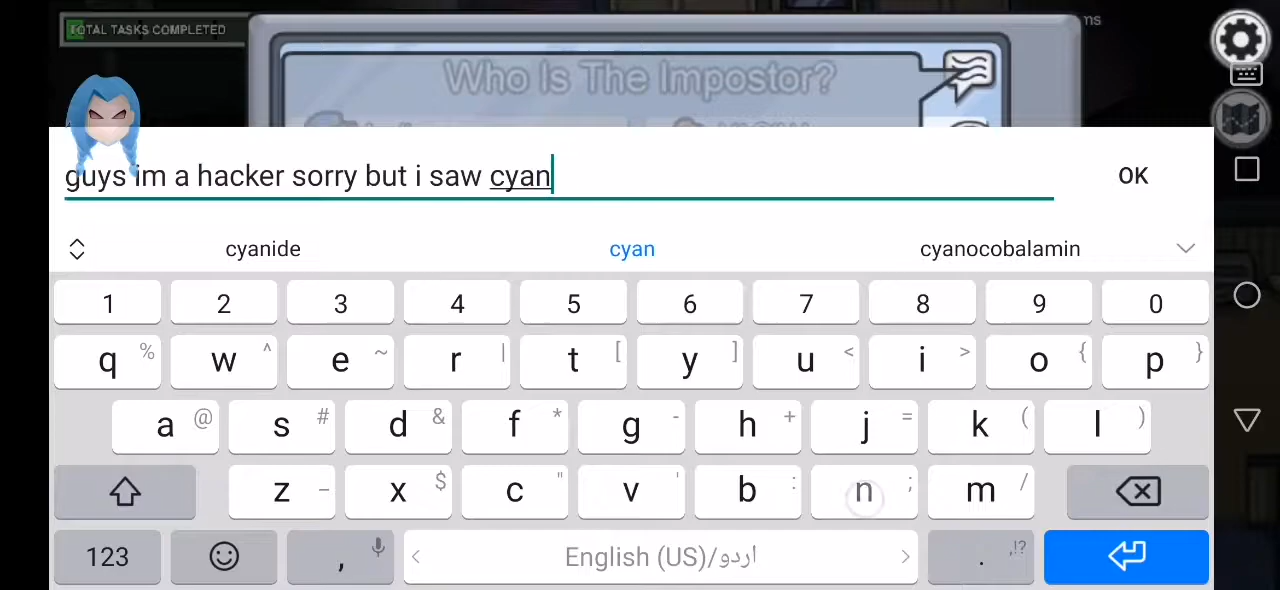 TOTAL TASKS COMPLETED
ms
Who Is The Impostor?
guys im a hacker sorry but i saw cyan
OK
cyanide cyan cyanocobalamin
1 2 3 4 5 6 7 8 9 0
q % w ^ e ~ r | t [ y ] u < i > o { p }
a @ s # d & f * g - h + j = k ( l )
z _ x $ c " v ' b : n ; m /
123 , < English (US)/اردو > . ,!?